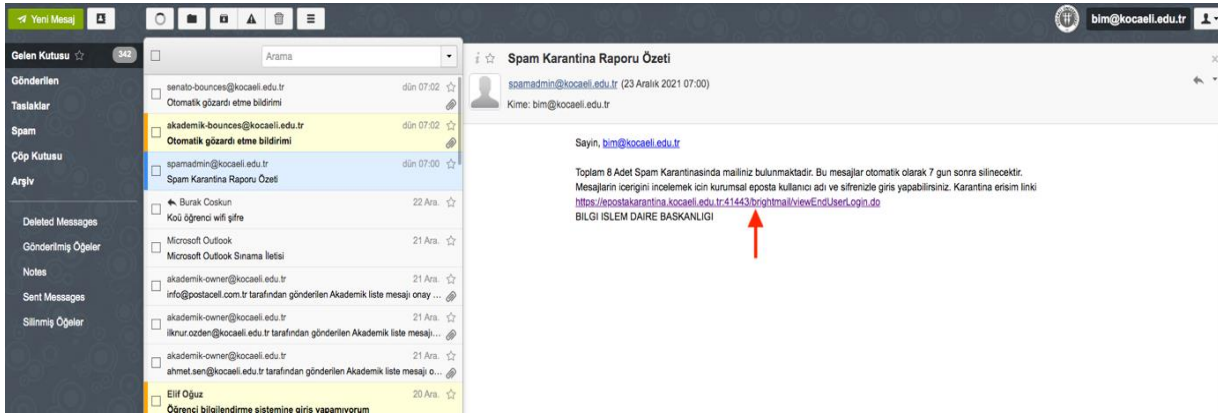 Yeni Mesaj
bim@kocaeli.edu.tr
Gelen Kutusu
342
Gönderilen
Taslaklar
Spam
Çöp Kutusu
Arşiv
Deleted Messages
Gönderilmiş Öğeler
Notes
Sent Messages
Silinmiş Öğeler
Arama
senato-bounces@kocaeli.edu.tr dün 07:02
Otomatik gözardı etme bildirimi
akademik-bounces@kocaeli.edu.tr dün 07:02
Otomatik gözardı etme bildirimi
spamadmin@kocaeli.edu.tr dün 07:00
Spam Karantina Raporu Özeti
Burak Coskun 22 Ara.
Koü öğrenci wifi şifre
Microsoft Outlook 21 Ara.
Microsoft Outlook Sınama İletisi
akademik-owner@kocaeli.edu.tr 21 Ara.
info@postacell.com.tr tarafından gönderilen Akademik liste mesajı onay ...
akademik-owner@kocaeli.edu.tr 21 Ara.
ilknur.ozden@kocaeli.edu.tr tarafından gönderilen Akademik liste mesajı...
akademik-owner@kocaeli.edu.tr 21 Ara.
ahmet.sen@kocaeli.edu.tr tarafından gönderilen Akademik liste mesajı o...
Elif Oğuz 20 Ara.
Öğrenci bilgilendirme sistemine giriş yapamıyorum
Spam Karantina Raporu Özeti
spamadmin@kocaeli.edu.tr (23 Aralık 2021 07:00)
Kime: bim@kocaeli.edu.tr
Sayin, bim@kocaeli.edu.tr
Toplam 8 Adet Spam Karantinasinda mailiniz bulunmaktadir. Bu mesajlar otomatik olarak 7 gun sonra silinecektir.
Mesajlarin icerigini incelemek icin kurumsal eposta kullanıcı adı ve sifrenizle giris yapabilirsiniz. Karantina erisim linki
https://epostakarantina.kocaeli.edu.tr:41443/brightmail/viewEndUserLogin.do
BILGI ISLEM DAIRE BASKANLIGI